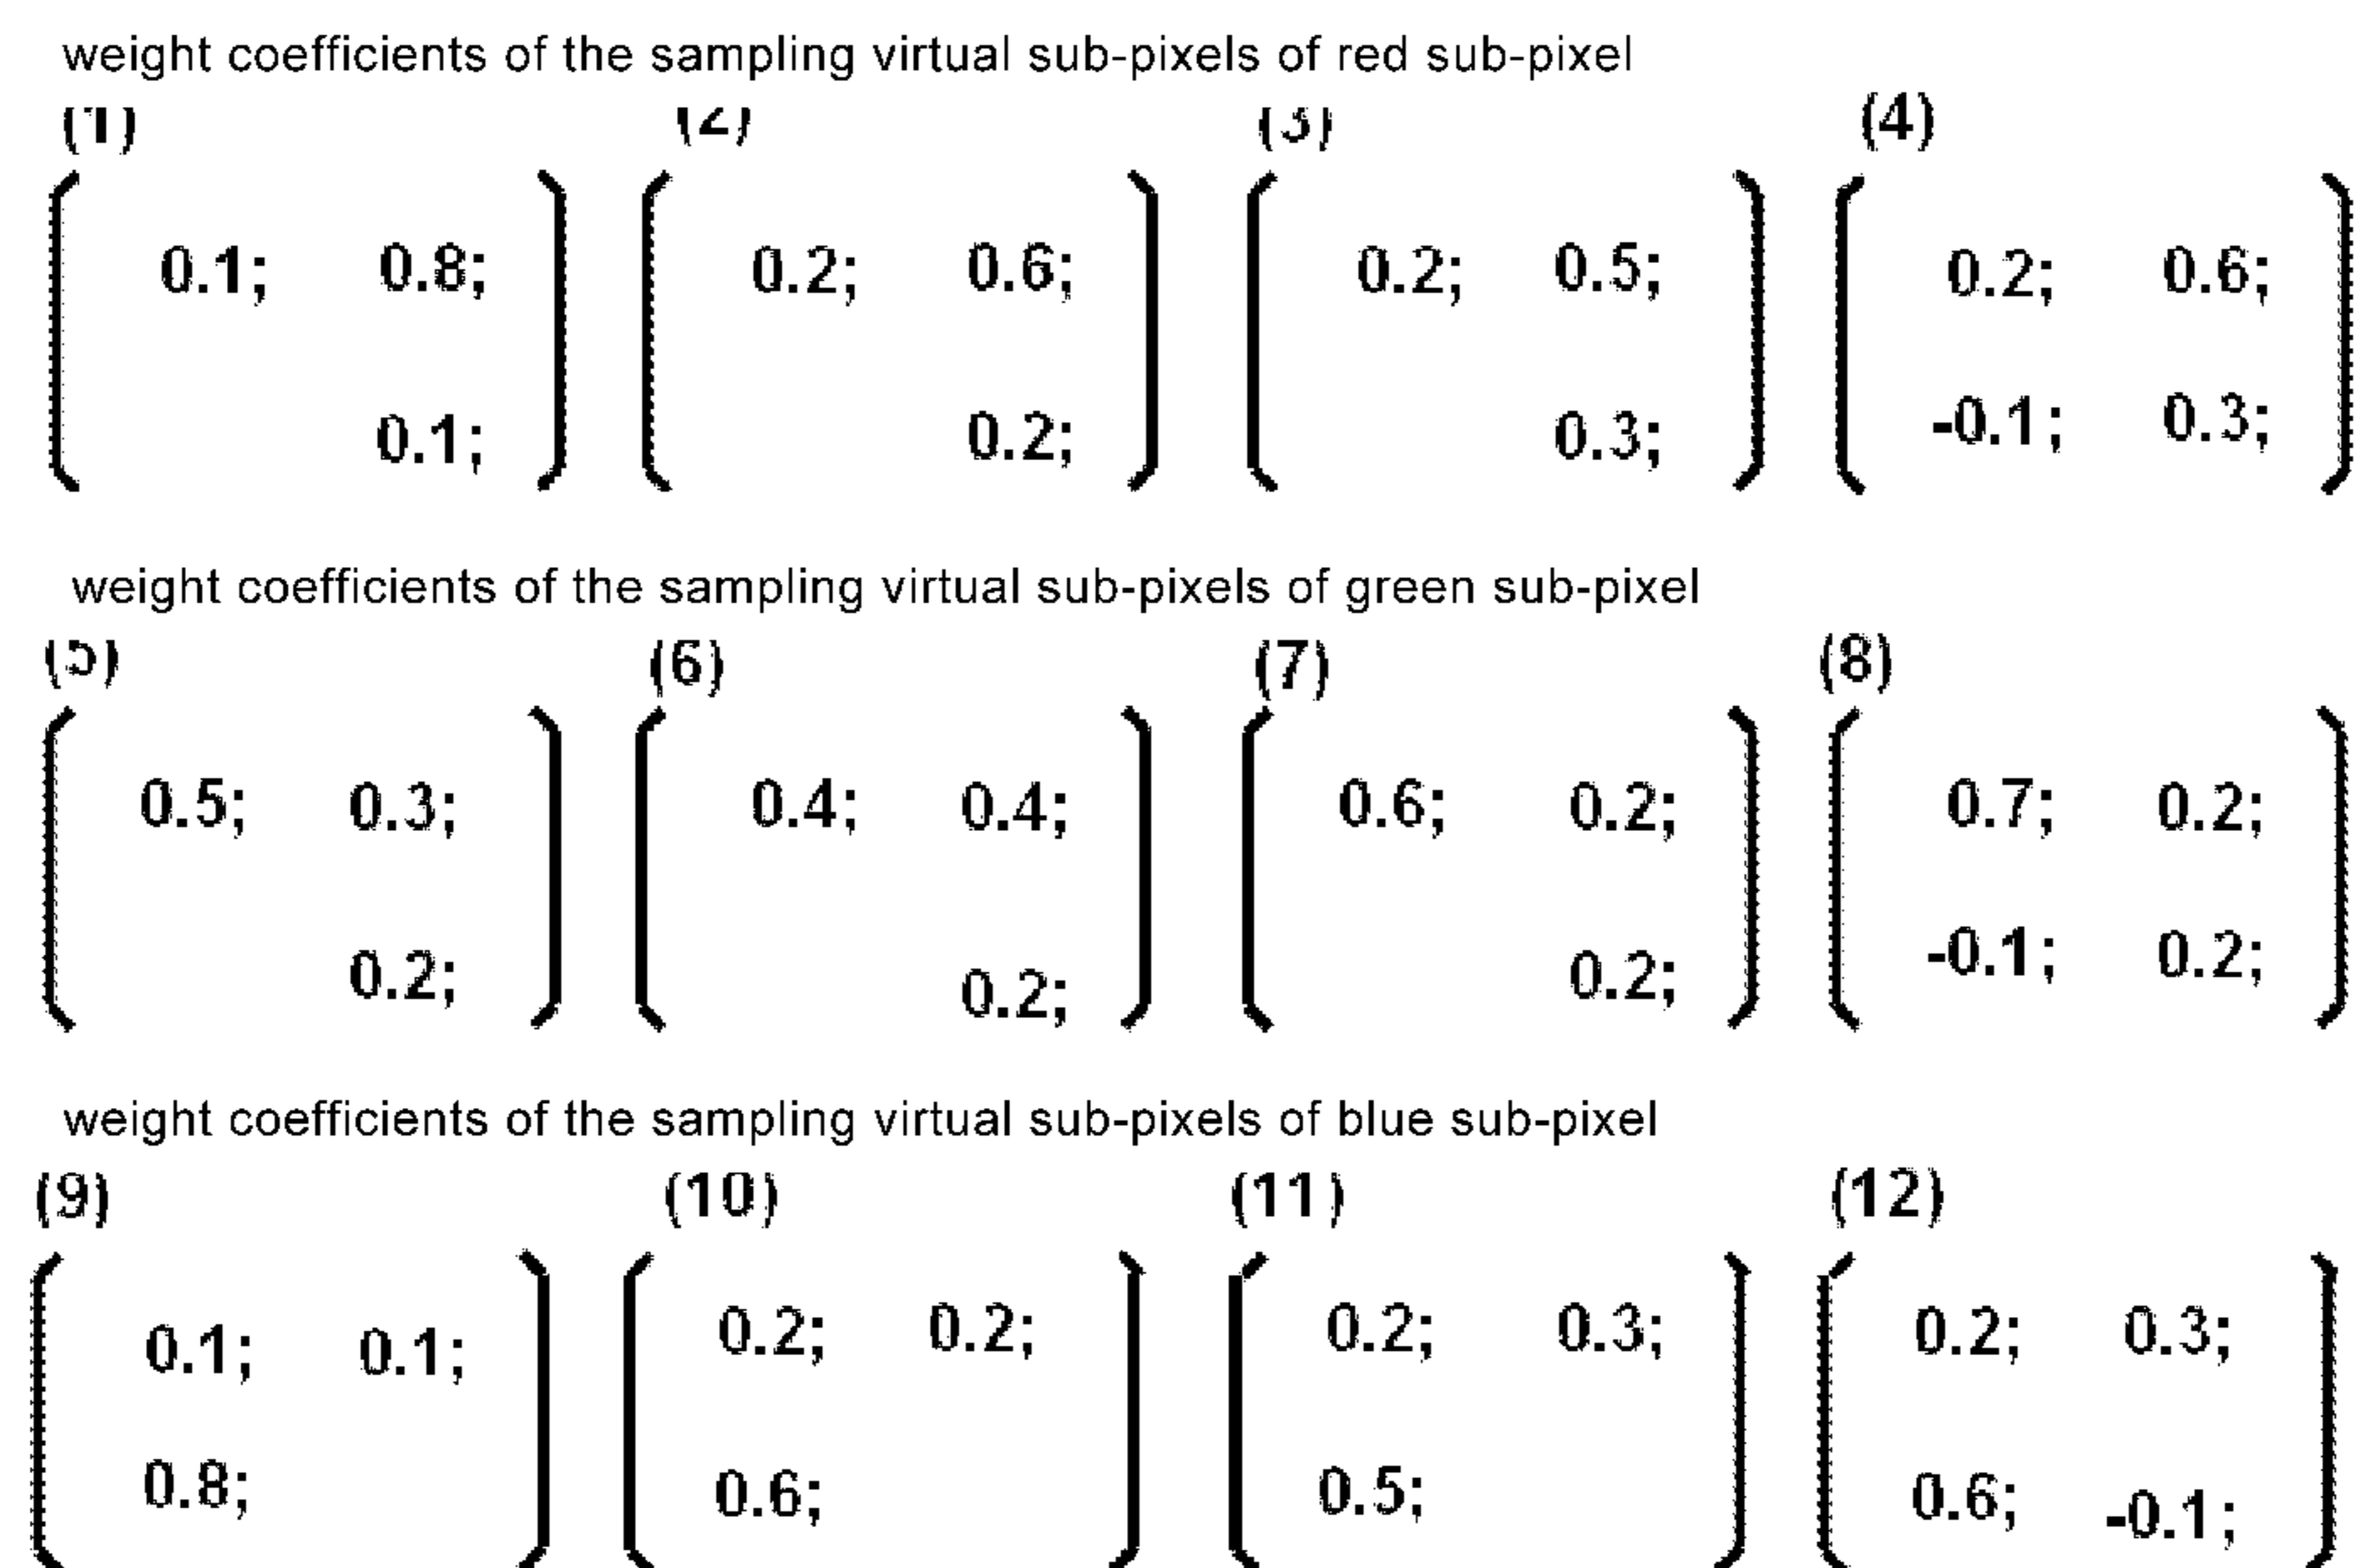 weight coefficients of the sampling virtual sub-pixels of red sub-pixel
(1) (2) (3) (4)
0.1; 0.8; 0.2; 0.6; 0.2; 0.5; 0.2; 0.6;
0.1; 0.2; 0.3; -0.1; 0.3;
weight coefficients of the sampling virtual sub-pixels of green sub-pixel
(5) (6) (7) (8)
0.5; 0.3; 0.4; 0.4; 0.6; 0.2; 0.7; 0.2;
0.2; 0.2; 0.2; -0.1; 0.2;
weight coefficients of the sampling virtual sub-pixels of blue sub-pixel
(9) (10) (11) (12)
0.1; 0.1; 0.2; 0.2; 0.2; 0.3; 0.2; 0.3;
0.8; 0.6; 0.5; 0.6; -0.1;